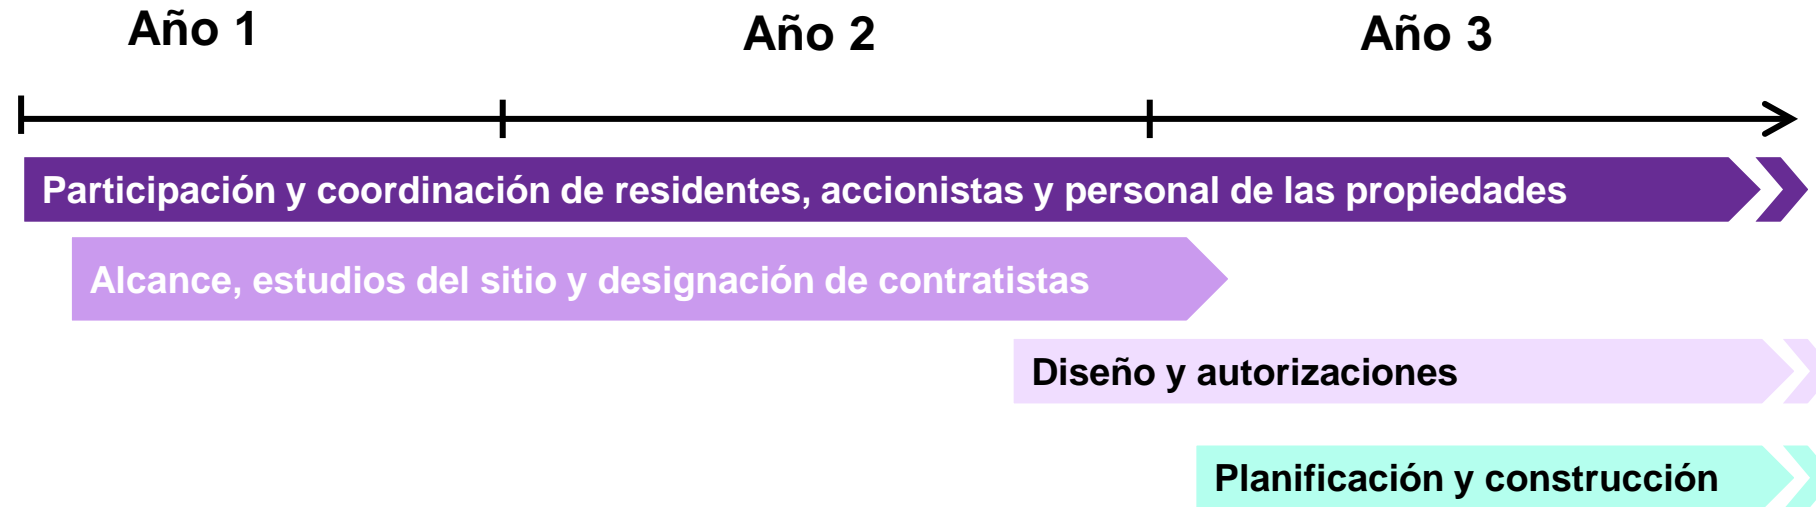 Año 1
Año 2
Año 3
Participación y coordinación de residentes, accionistas y personal de las propiedades
Alcance, estudios del sitio y designación de contratistas
Diseño y autorizaciones
Planificación y construcción